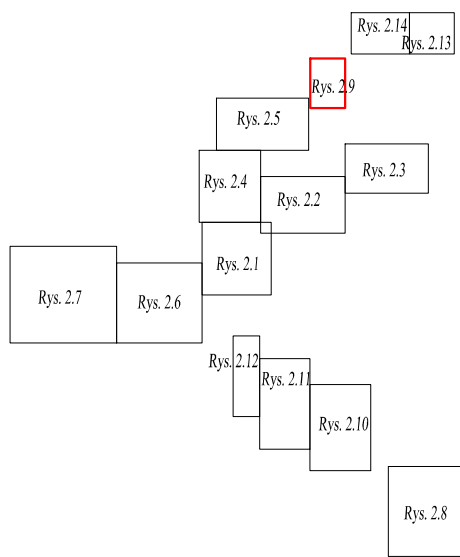 Rys. 2.14
Rys. 2.13
Rys. 2.9
Rys. 2.5
Rys. 2.3
Rys. 2.4
Rys. 2.2
Rys. 2.1
Rys. 2.7
Rys. 2.6
Rys. 2.12
Rys. 2.11
Rys. 2.10
Rys. 2.8